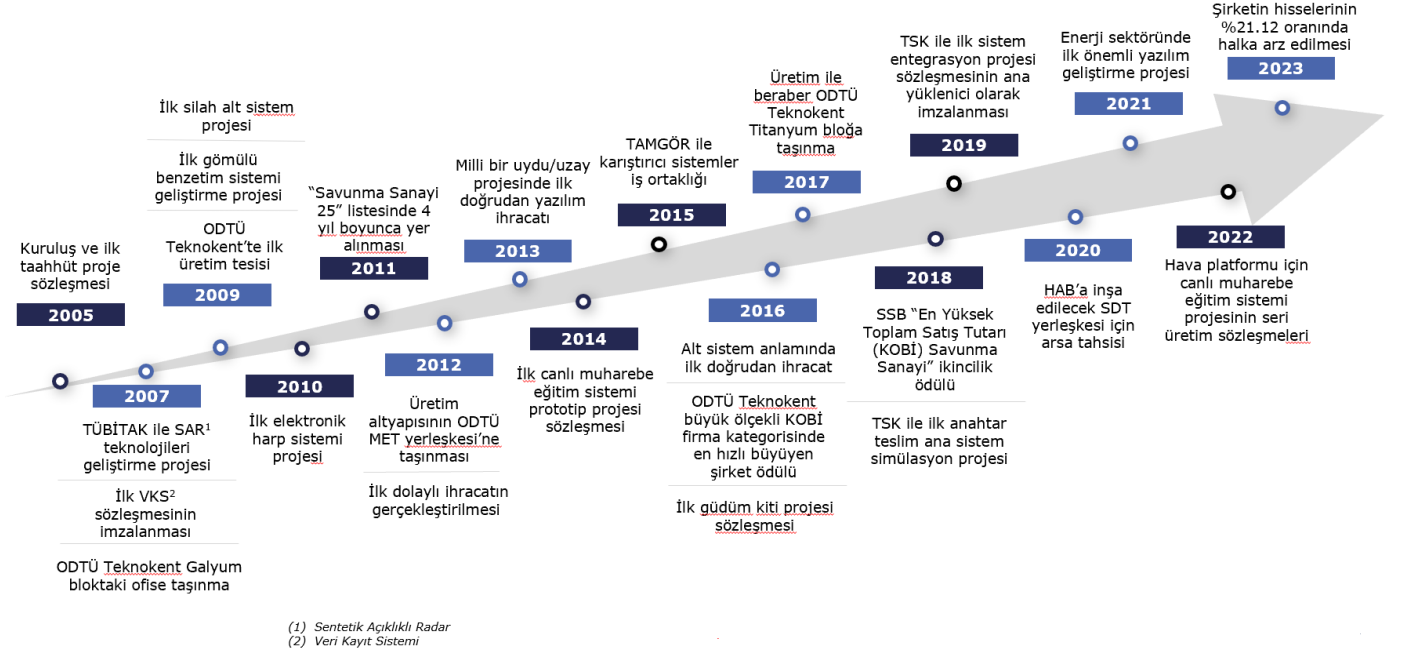 Kuruluş ve ilk
taahhüt proje
sözleşmesi
2005
2007
TÜBİTAK ile SAR¹
teknolojileri
geliştirme projesi
İlk VKS²
sözleşmesinin
imzalanması
ODTÜ Teknokent Galyum
bloktaki ofise taşınma
İlk silah alt sistem
projesi
İlk gömülü
benzetim sistemi
geliştirme projesi
ODTÜ
Teknokent’te ilk
üretim tesisi
2009
2010
İlk elektronik
harp sistemi
projesi
“Savunma Sanayi
25” listesinde 4
yıl boyunca yer
alınması
2011
2012
Üretim
altyapısının ODTÜ
MET yerleşkesi’ne
taşınması
İlk dolaylı ihracatın
gerçekleştirilmesi
Milli bir uydu/uzay
projesinde ilk
doğrudan yazılım
ihracatı
2013
2014
İlk canlı muharebe
eğitim sistemi
prototip projesi
sözleşmesi
TAMGÖR ile
karıştırıcı sistemler
iş ortaklığı
2015
2016
Alt sistem anlamında
ilk doğrudan ihracat
ODTÜ Teknokent
büyük ölçekli KOBİ
firma kategorisinde
en hızlı büyüyen
şirket ödülü
İlk güdüm kiti projesi
sözleşmesi
Üretim ile
beraber ODTÜ
Teknokent
Titanyum bloğa
taşınma
2017
2018
SSB “En Yüksek
Toplam Satış Tutarı
(KOBİ) Savunma
Sanayi” ikincilik
ödülü
TSK ile ilk anahtar
teslim ana sistem
simülasyon projesi
TSK ile ilk sistem
entegrasyon projesi
sözleşmesinin ana
yüklenici olarak
imzalanması
2019
2020
HAB’a inşa
edilecek SDT
yerleşkesi için
arsa tahsisi
Enerji sektöründe
ilk önemli yazılım
geliştirme projesi
2021
2022
Hava platformu için
canlı muharebe
eğitim sistemi
projesinin seri
üretim sözleşmeleri
Şirketin hisselerinin
%21.12 oranında
halka arz edilmesi
2023
(1) Sentetik Açıklıklı Radar
(2) Veri Kayıt Sistemi